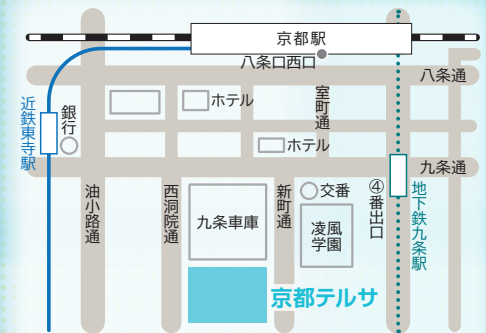 京都駅
八条口西口
八条通
近鉄東寺駅
銀行
ホテル
室町通
ホテル
九条通
油小路通
西洞院通
九条車庫
新町通
交番
凌風
学園
④番出口
地下鉄九条駅
京都テルサ